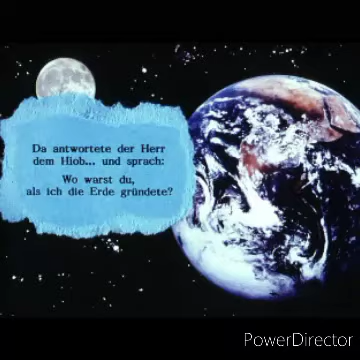 Da antwortete der Herr
dem Hiob... und sprach:
Wo warst du,
als ich die Erde gründete?
PowerDirector